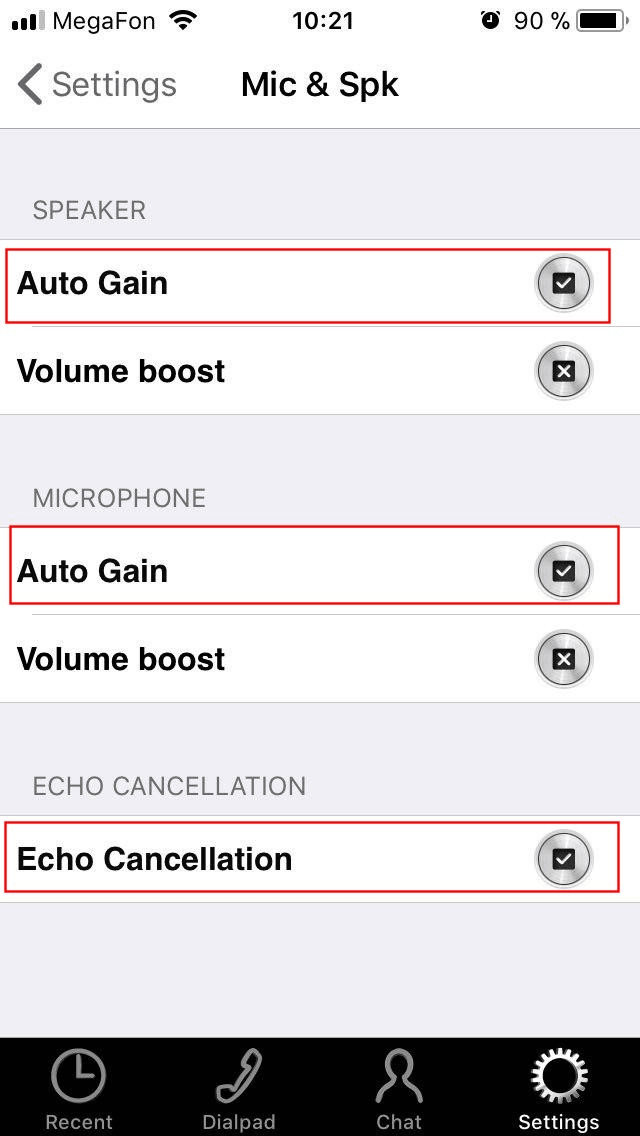 MegaFon 10:21 90 %
Settings Mic & Spk
SPEAKER
Auto Gain
Volume boost
MICROPHONE
Auto Gain
Volume boost
ECHO CANCELLATION
Echo Cancellation
Recent Dialpad Chat Settings